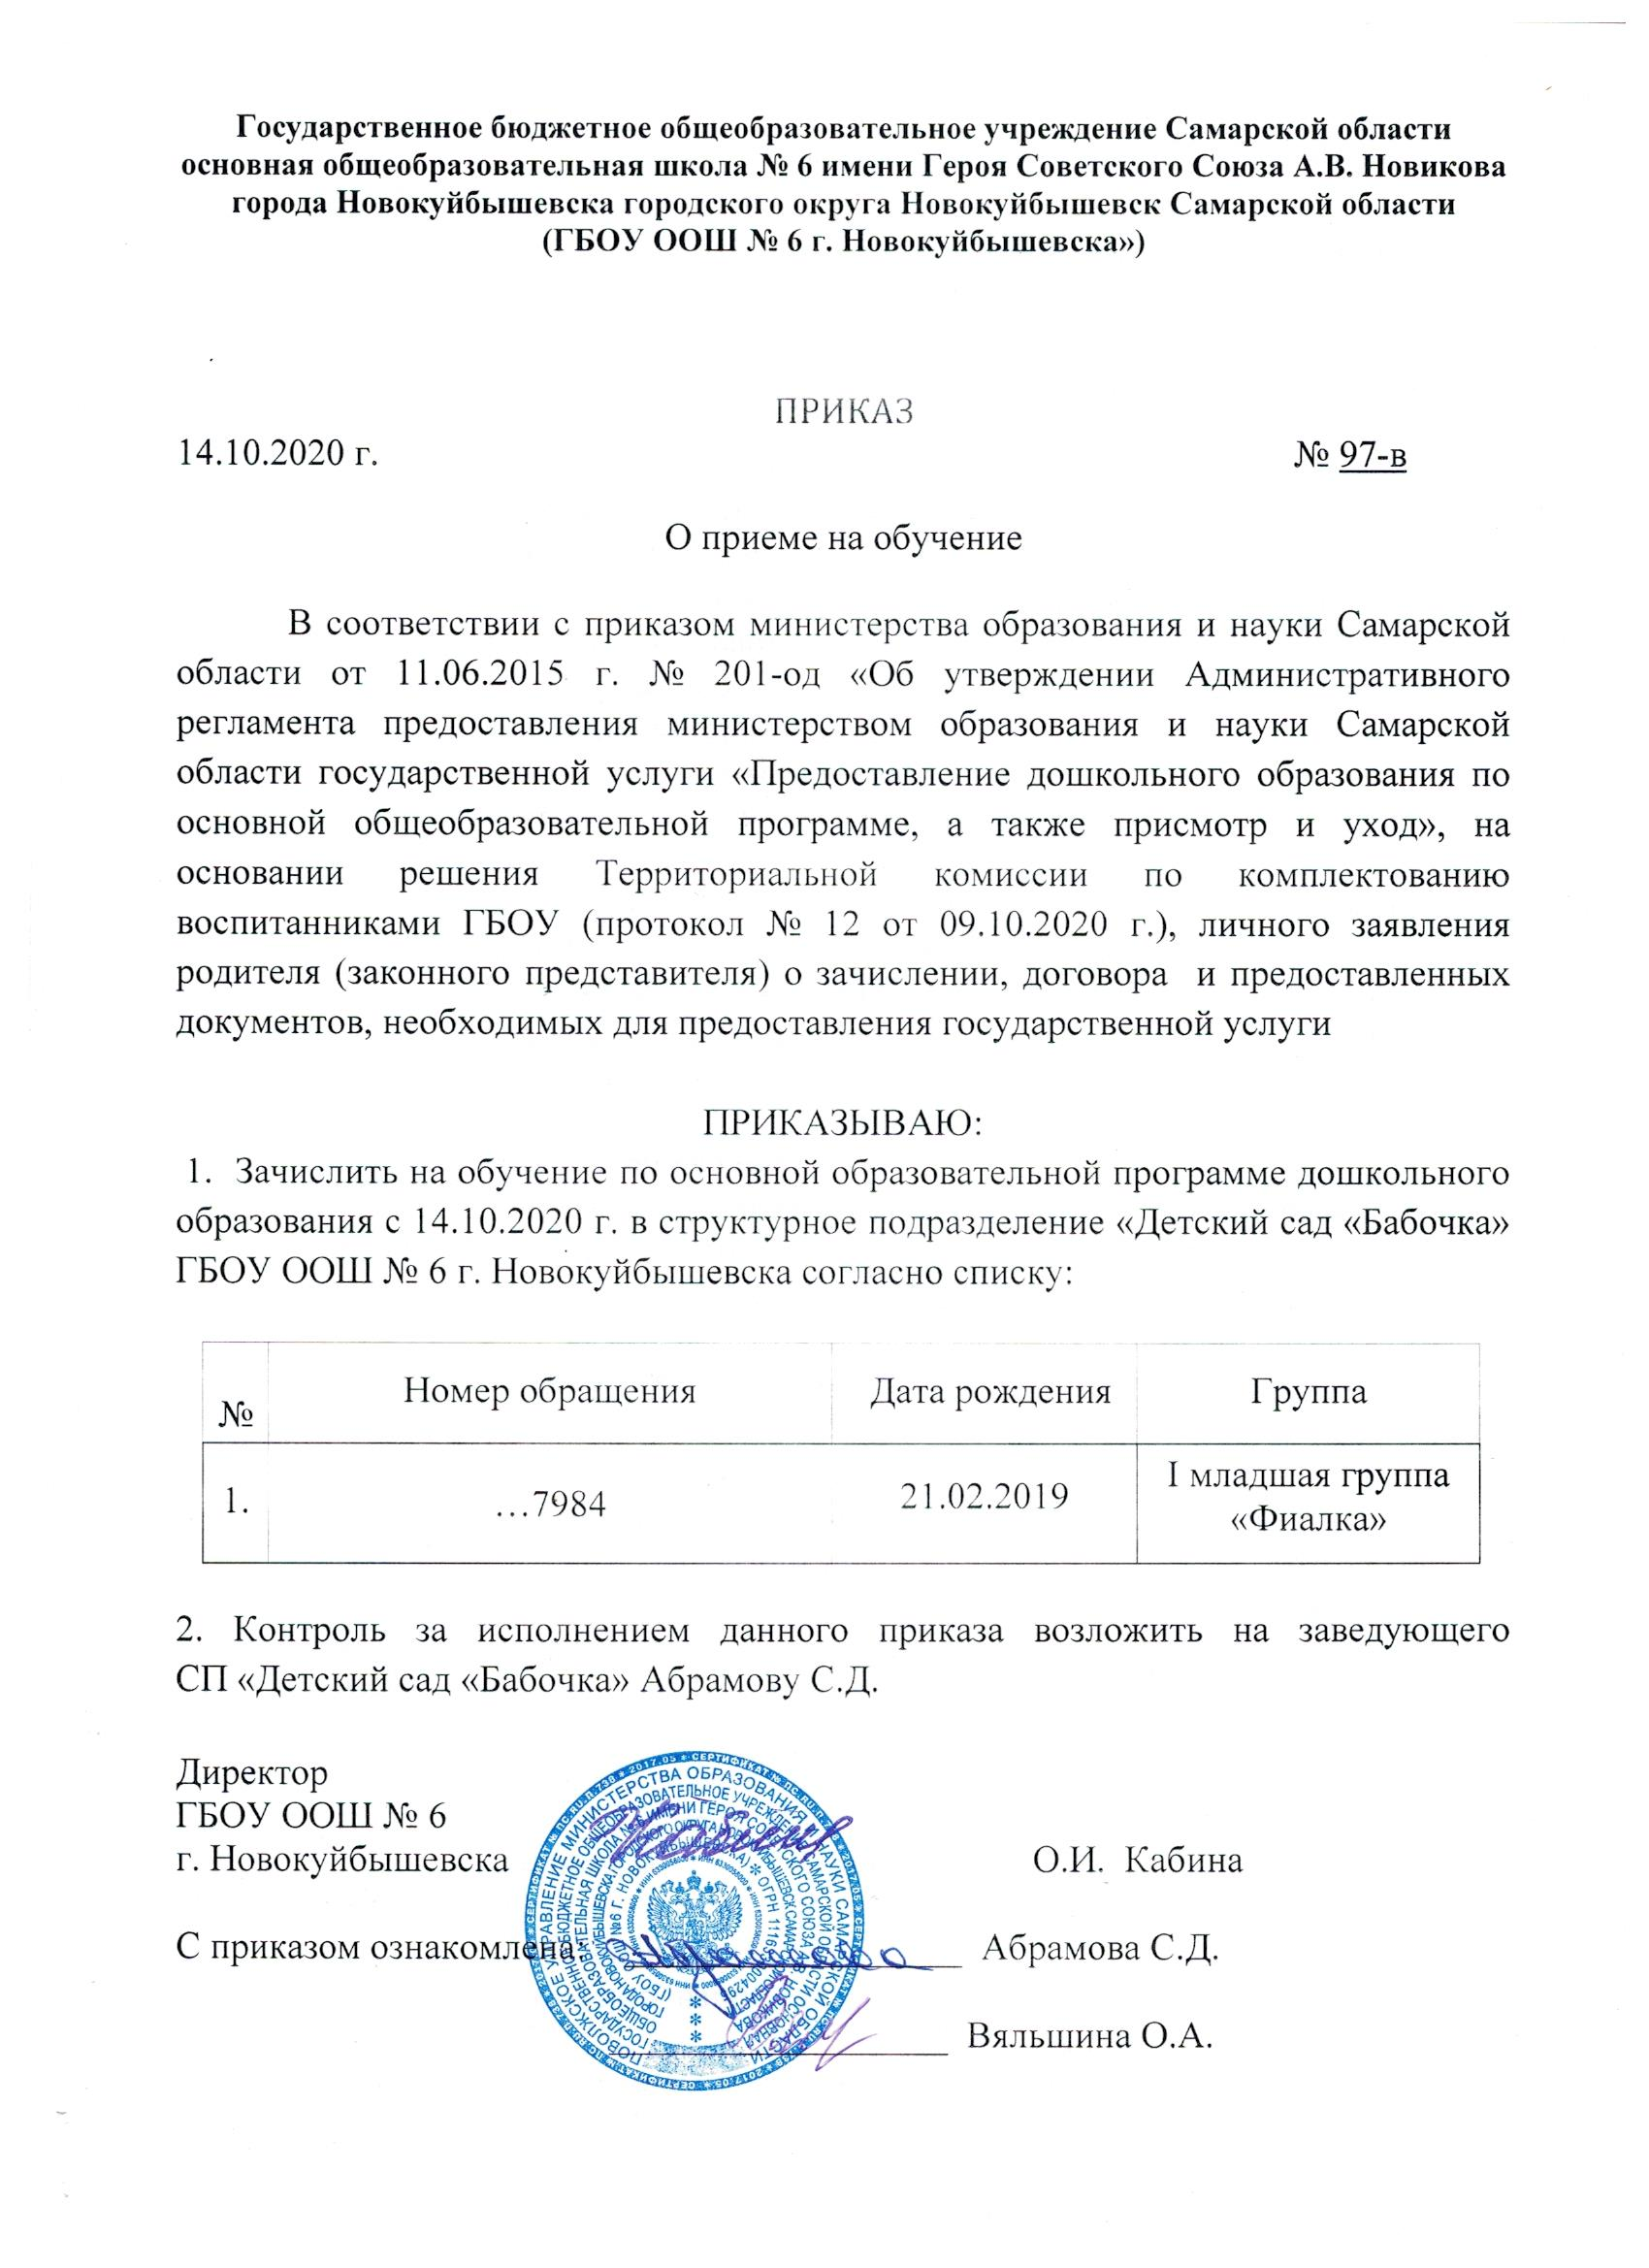 Государственное бюджетное общеобразовательное учреждение Самарской области
основная общеобразовательная школа № 6 имени Героя Советского Союза А.В. Новикова
города Новокуйбышевска городского округа Новокуйбышевск Самарской области
(ГБОУ ООШ № 6 г. Новокуйбышевска»)
ПРИКАЗ
14.10.2020 г. № 97-в
О приеме на обучение
В соответствии с приказом министерства образования и науки Самарской
области от 11.06.2015 г. № 201-од «Об утверждении Административного
регламента предоставления министерством образования и науки Самарской
области государственной услуги «Предоставление дошкольного образования по
основной общеобразовательной программе, а также присмотр и уход», на
основании решения Территориальной комиссии по комплектованию
воспитанниками ГБОУ (протокол № 12 от 09.10.2020 г.), личного заявления
родителя (законного представителя) о зачислении, договора и предоставленных
документов, необходимых для предоставления государственной услуги
ПРИКАЗЫВАЮ:
1. Зачислить на обучение по основной образовательной программе дошкольного
образования с 14.10.2020 г. в структурное подразделение «Детский сад «Бабочка»
ГБОУ ООШ № 6 г. Новокуйбышевска согласно списку:
№ Номер обращения Дата рождения Группа
1. ...7984 21.02.2019 I младшая группа
«Фиалка»
2. Контроль за исполнением данного приказа возложить на заведующего
СП «Детский сад «Бабочка» Абрамову С.Д.
Директор
ГБОУ ООШ № 6
г. Новокуйбышевска О.И. Кабина
С приказом ознакомлена: Абрамова С.Д.
Вяльшина О.А.